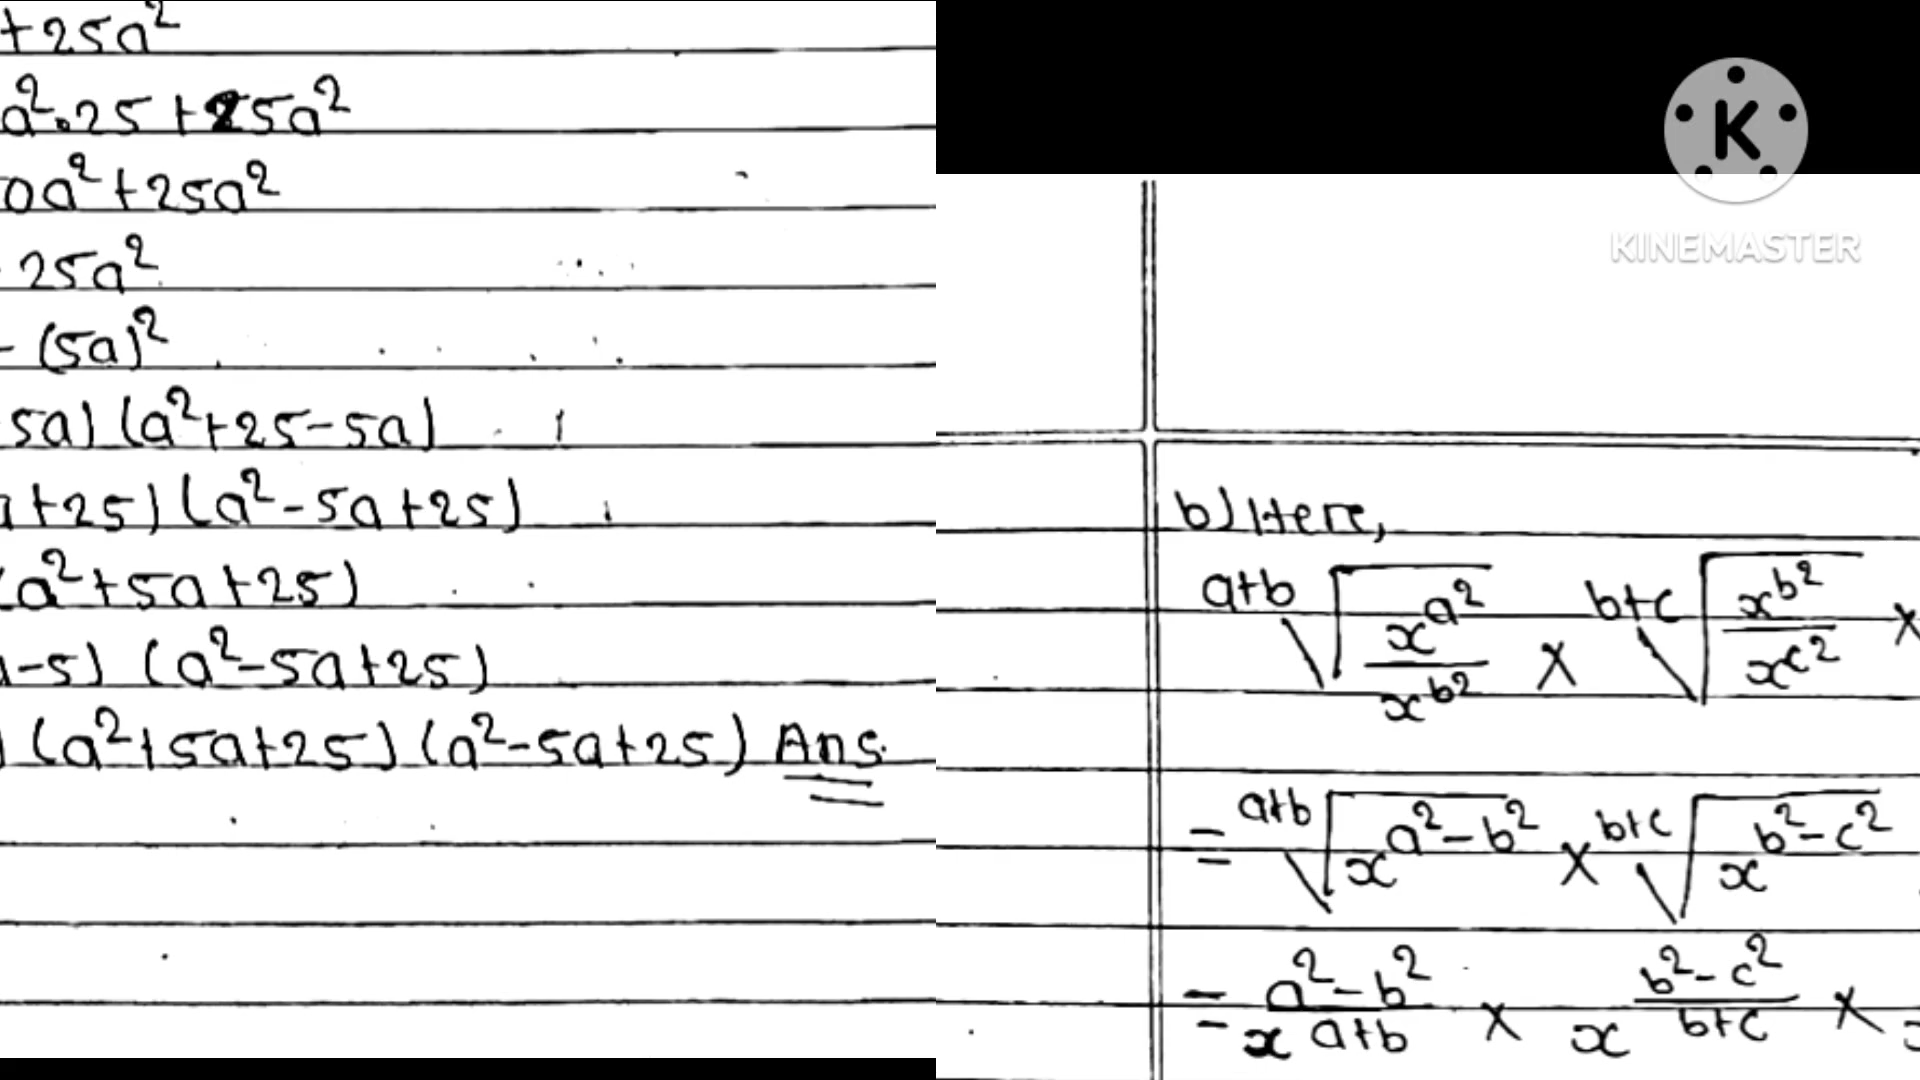 +25a²
a².25+25a²
0a²+25a²
25a²
- (5a)²
5a) (a²+25-5a)
a+25) (a²-5a+25)
(a²+5a+25)
a-5) (a²-5a+25)
) (a²+5a+25) (a²-5a+25) Ans.
K
KINEMASTER
b) Here,
a+b√(x^a²/x^b²) × b+c√(x^b²/x^c²) ×
= a+b√(x^a²-b²) × b+c√(x^b²-c²)
= x^(a²-b²/a+b) × x^(b²-c²/b+c) ×